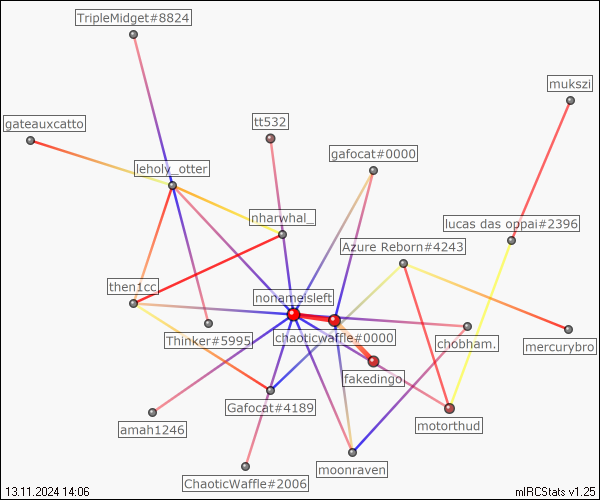 TripleMidget#8824
mukszi
gateauxcatto
tt532
gafocat#0000
leholy_otter
nharwhal_
lucas das oppai#2396
Azure Reborn#4243
then1cc
nonameisleft
chaoticwaffle#0000
Thinker#5995
chobham.
mercurybro
fakedingo
Gafocat#4189
amah1246
motorthud
moonraven
ChaoticWaffle#2006
13.11.2024 14:06
mIRCStats v1.25